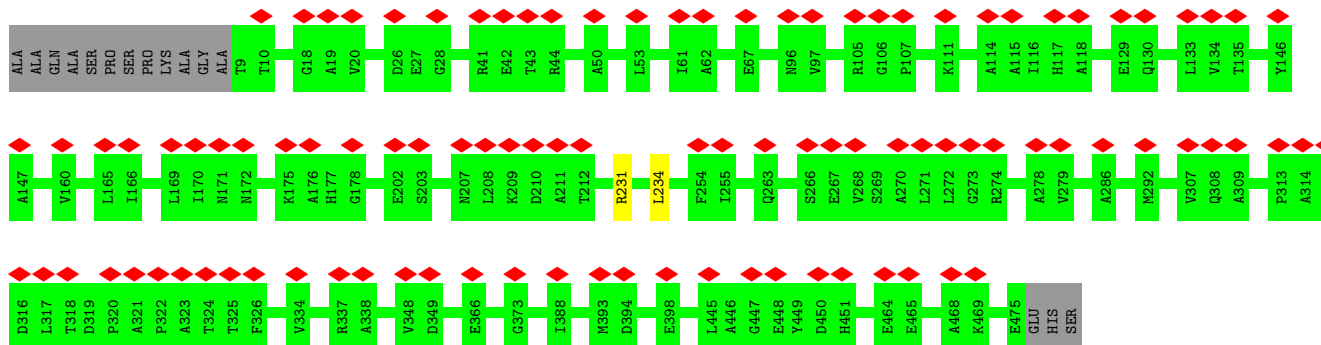 ALA ALA GLN ALA SER PRO SER PRO LYS ALA GLY ALA T9 T10 G18 A19 V20 D26 E27 G28 R41 E42 T43 R44 A50 L53 I61 A62 E67 N96 V97 R105 G106 P107 K111 A114 A115 I116 H117 A118 E129 Q130 L133 V134 T135 Y146
A147 V160 L165 I166 L169 I170 N171 N172 K175 A176 H177 G178 E202 S203 N207 L208 K209 D210 A211 T212 R231 L234 F254 I255 Q263 S266 E267 V268 S269 A270 L271 L272 G273 R274 A278 V279 A286 M292 V307 Q308 A309 P313 A314
D316 L317 T318 D319 P320 A321 P322 A323 T324 T325 F326 V334 R337 A338 V348 D349 E366 G373 I388 M393 D394 E398 L445 A446 G447 E448 Y449 D450 H451 E464 E465 A468 K469 E475 GLU HIS SER